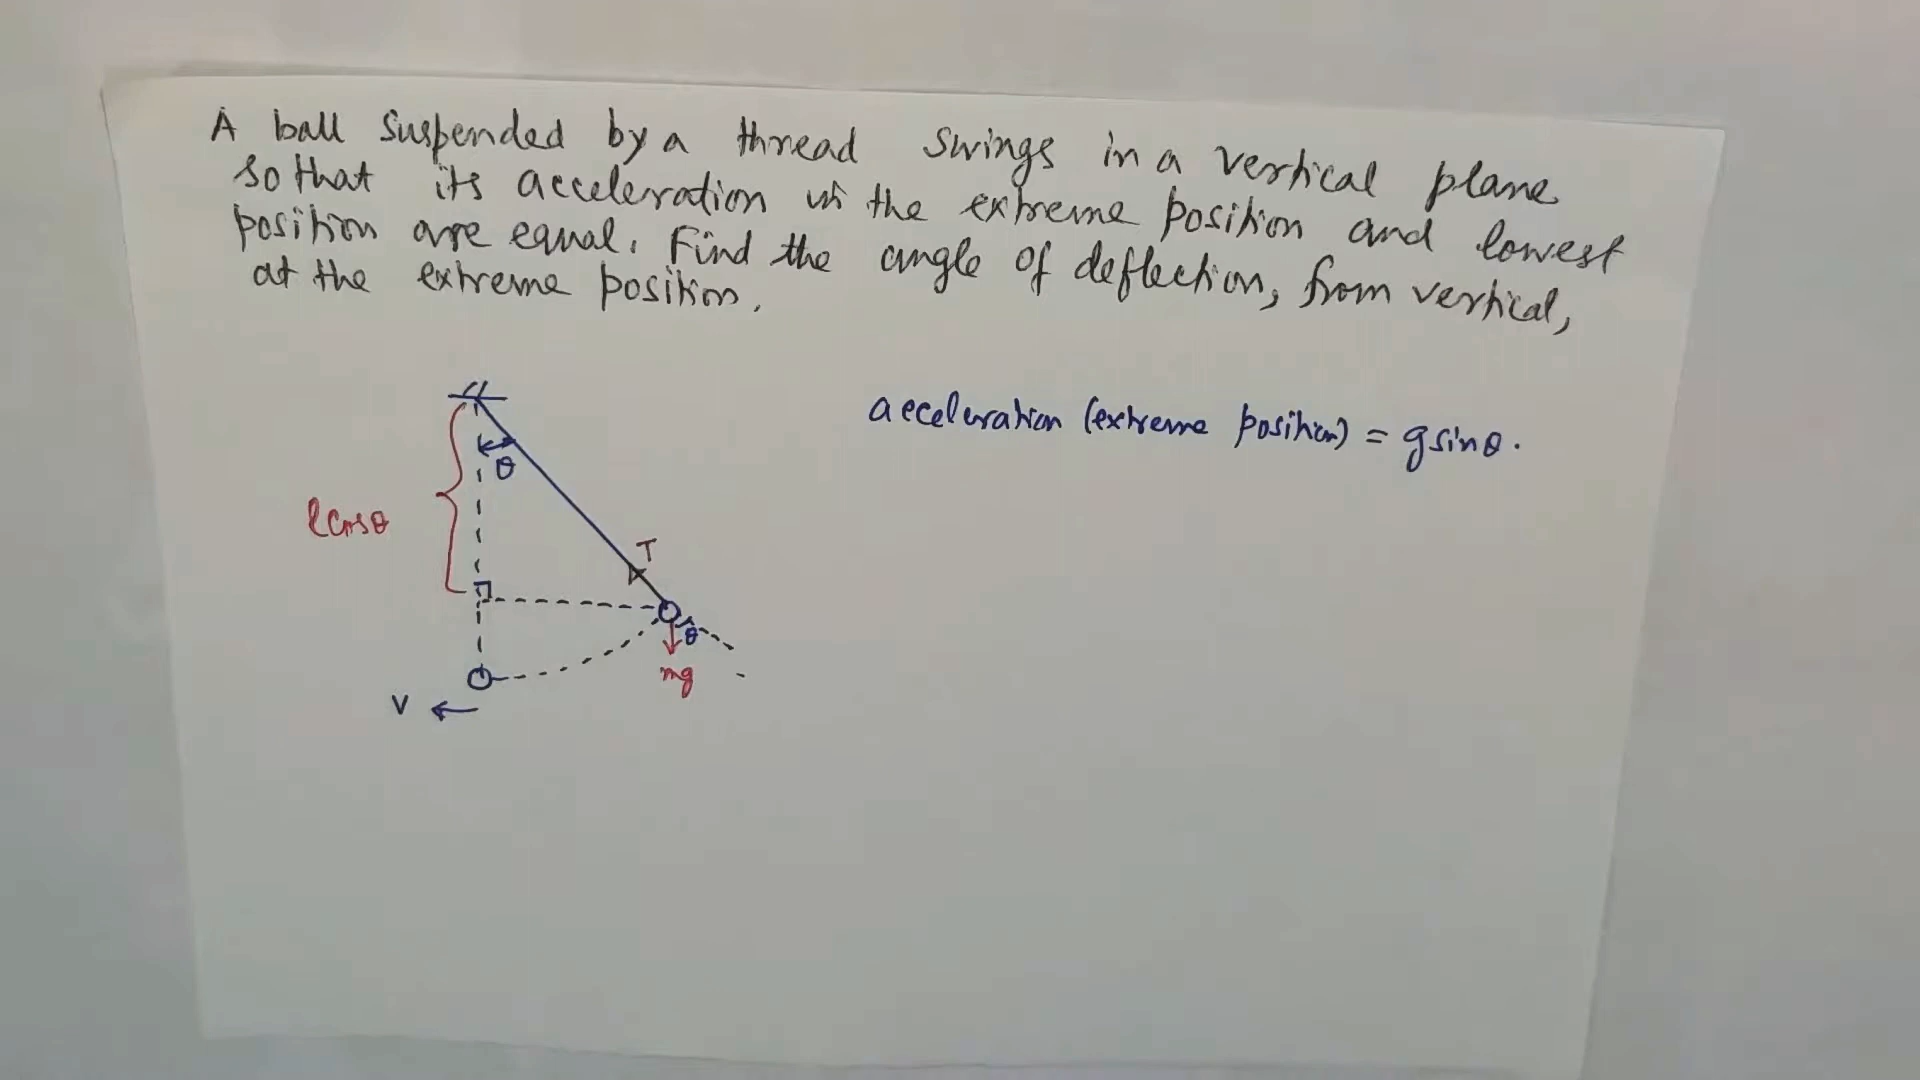 A ball suspended by a thread swings in a vertical plane
so that its acceleration in the extreme position and lowest
position are equal. Find the angle of deflection, from vertical,
at the extreme position.
acceleration (extreme position) = g sinθ.
θ
l cosθ
T
θ
mg
V